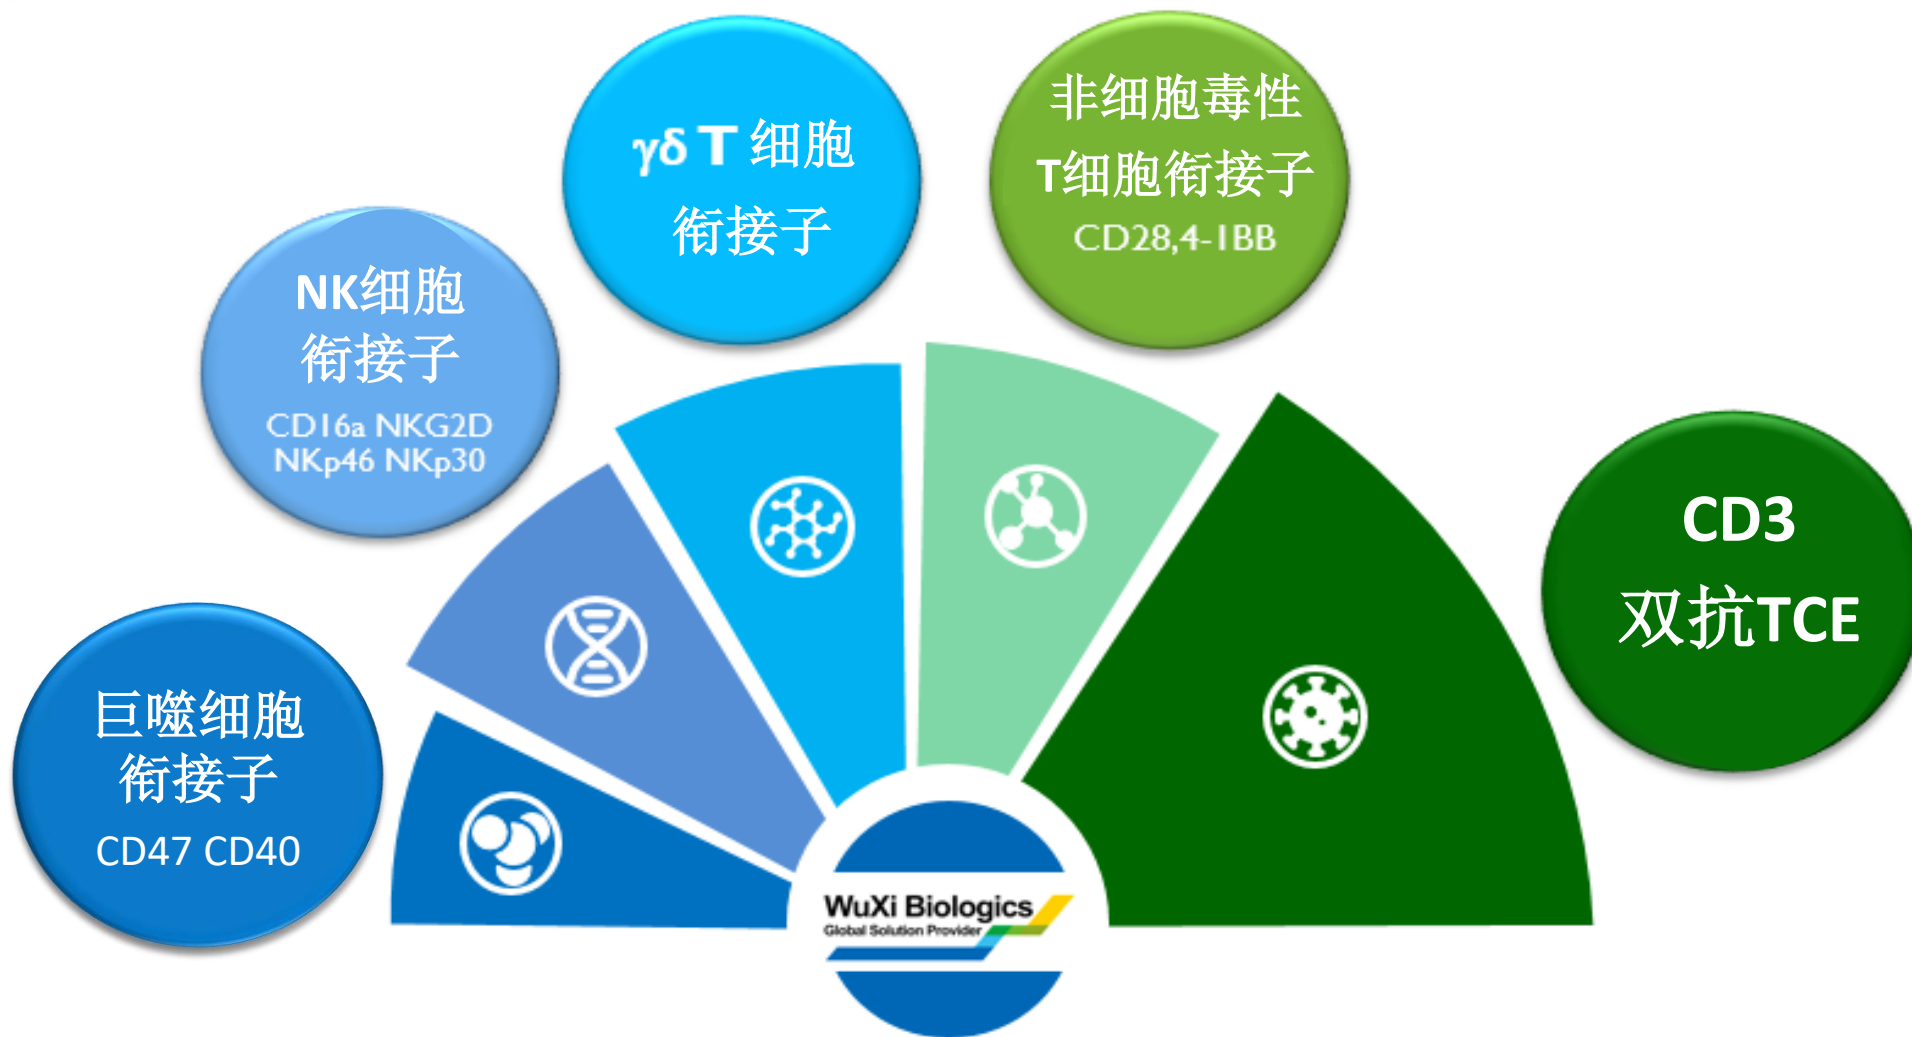 γδ T 细胞
衔接子
非细胞毒性
T细胞衔接子
CD28,4-1BB
NK细胞
衔接子
CD16a NKG2D
NKp46 NKp30
CD3
双抗TCE
巨噬细胞
衔接子
CD47 CD40
WuXi Biologics
Global Solution Provider